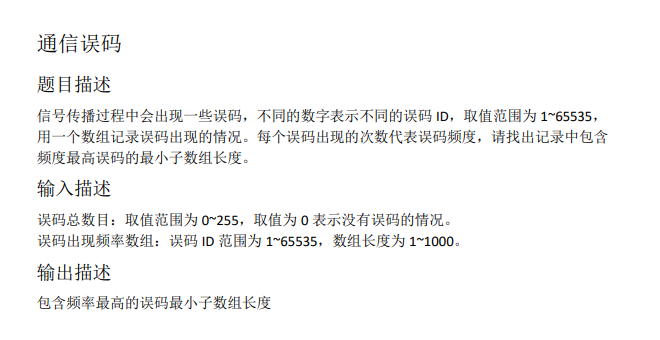 通信误码
题目描述
信号传播过程中会出现一些误码，不同的数字表示不同的误码 ID，取值范围为 1~65535，
用一个数组记录误码出现的情况。每个误码出现的次数代表误码频度，请找出记录中包含
频度最高误码的最小子数组长度。
输入描述
误码总数目：取值范围为 0~255，取值为 0 表示没有误码的情况。
误码出现频率数组：误码 ID 范围为 1~65535，数组长度为 1~1000。
输出描述
包含频率最高的误码最小子数组长度